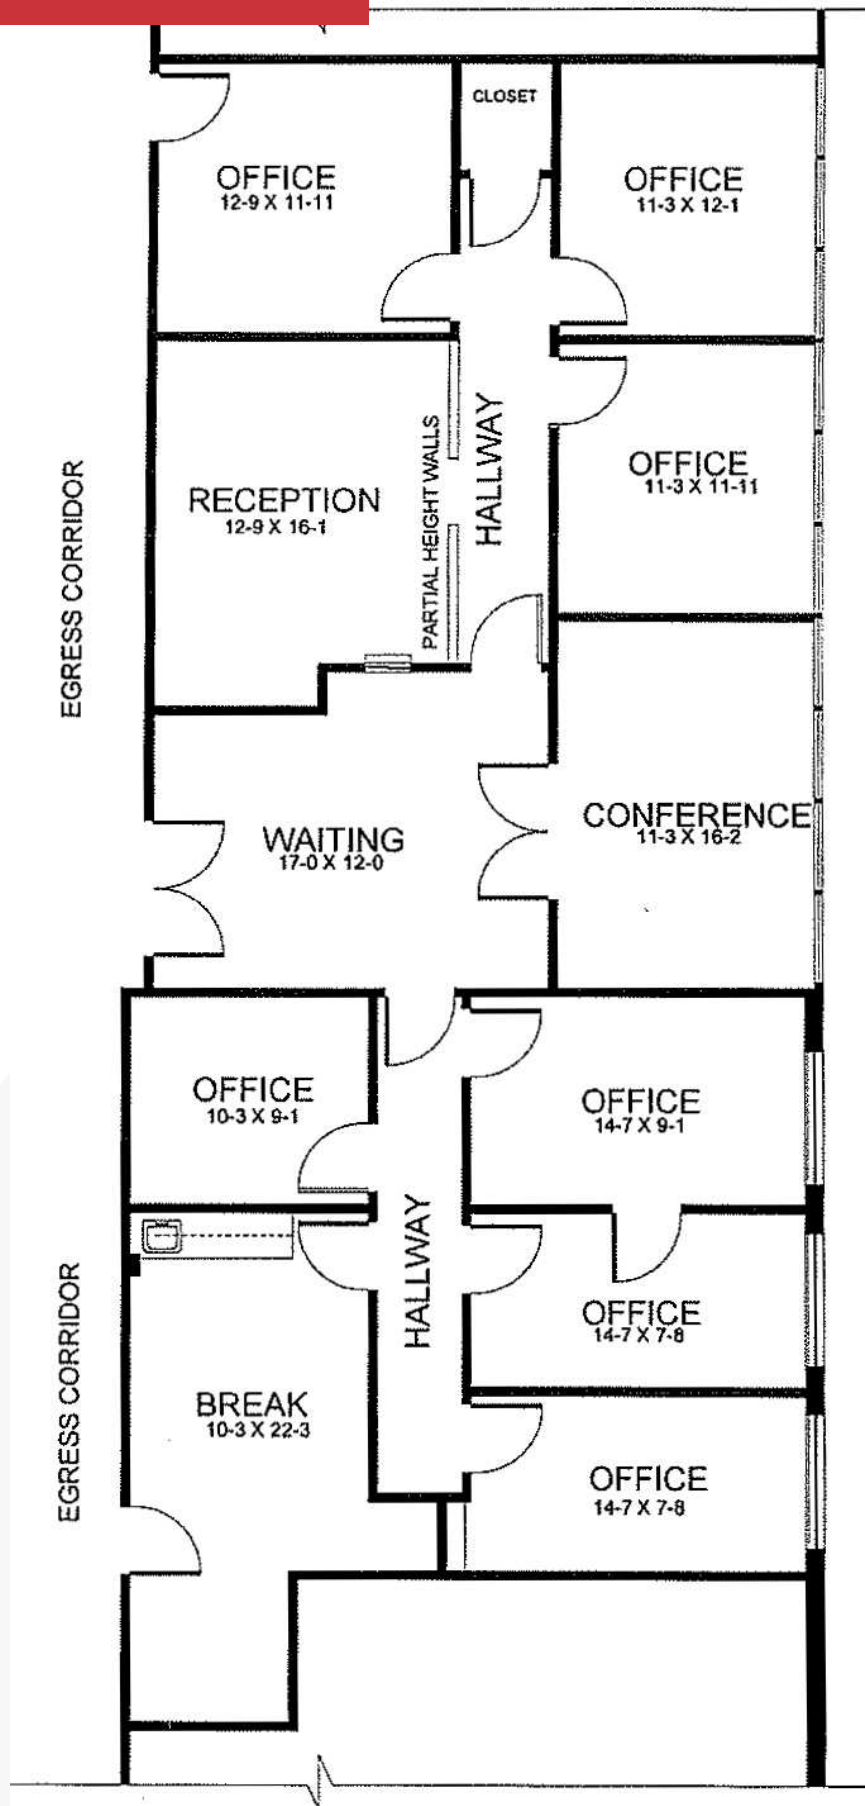 CLOSET
OFFICE
12-9 X 11-11
OFFICE
11-3 X 12-1
EGRESS CORRIDOR
RECEPTION
12-9 X 16-1
PARTIAL HEIGHT WALLS
HALLWAY
OFFICE
11-3 X 11-11
WAITING
17-0 X 12-0
CONFERENCE
11-3 X 16-2
OFFICE
10-3 X 9-1
OFFICE
14-7 X 9-1
HALLWAY
OFFICE
14-7 X 7-8
EGRESS CORRIDOR
BREAK
10-3 X 22-3
OFFICE
14-7 X 7-8